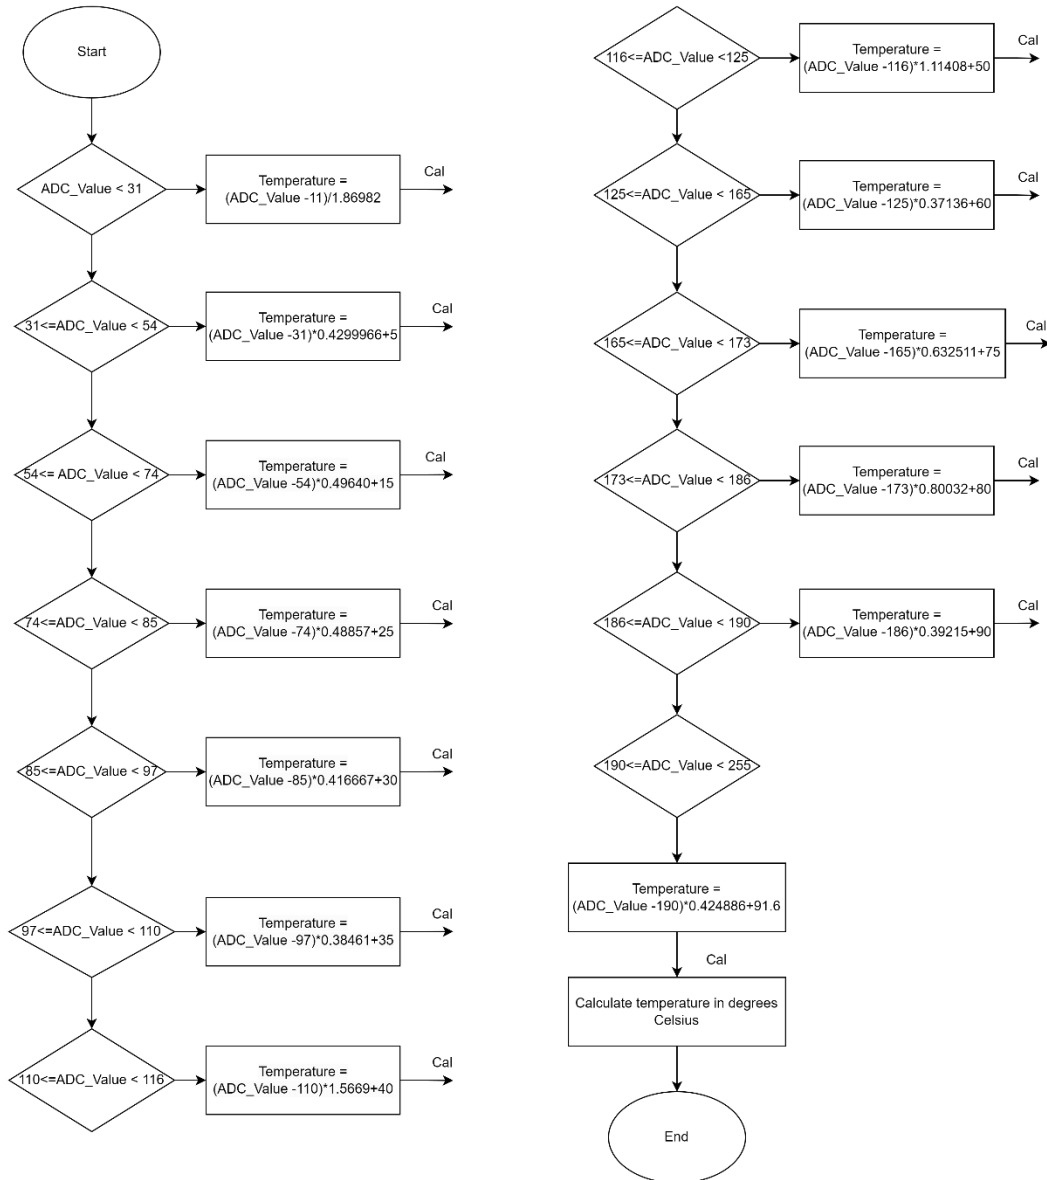 Start
ADC_Value < 31
Temperature =
(ADC_Value -11)/1.86982
Cal
31<=ADC_Value < 54
Temperature =
(ADC_Value -31)*0.4299966+5
Cal
54<= ADC_Value < 74
Temperature =
(ADC_Value -54)*0.49640+15
Cal
74<=ADC_Value < 85
Temperature =
(ADC_Value -74)*0.48857+25
Cal
85<=ADC_Value < 97
Temperature =
(ADC_Value -85)*0.416667+30
Cal
97<=ADC_Value < 110
Temperature =
(ADC_Value -97)*0.38461+35
Cal
110<=ADC_Value < 116
Temperature =
(ADC_Value -110)*1.5669+40
Cal
116<=ADC_Value <125
Temperature =
(ADC_Value -116)*1.11408+50
Cal
125<=ADC_Value < 165
Temperature =
(ADC_Value -125)*0.37136+60
Cal
165<=ADC_Value < 173
Temperature =
(ADC_Value -165)*0.632511+75
Cal
173<=ADC_Value < 186
Temperature =
(ADC_Value -173)*0.80032+80
Cal
186<=ADC_Value < 190
Temperature =
(ADC_Value -186)*0.39215+90
Cal
190<=ADC_Value < 255
Temperature =
(ADC_Value -190)*0.424886+91.6
Cal
Calculate temperature in degrees
Celsius
End